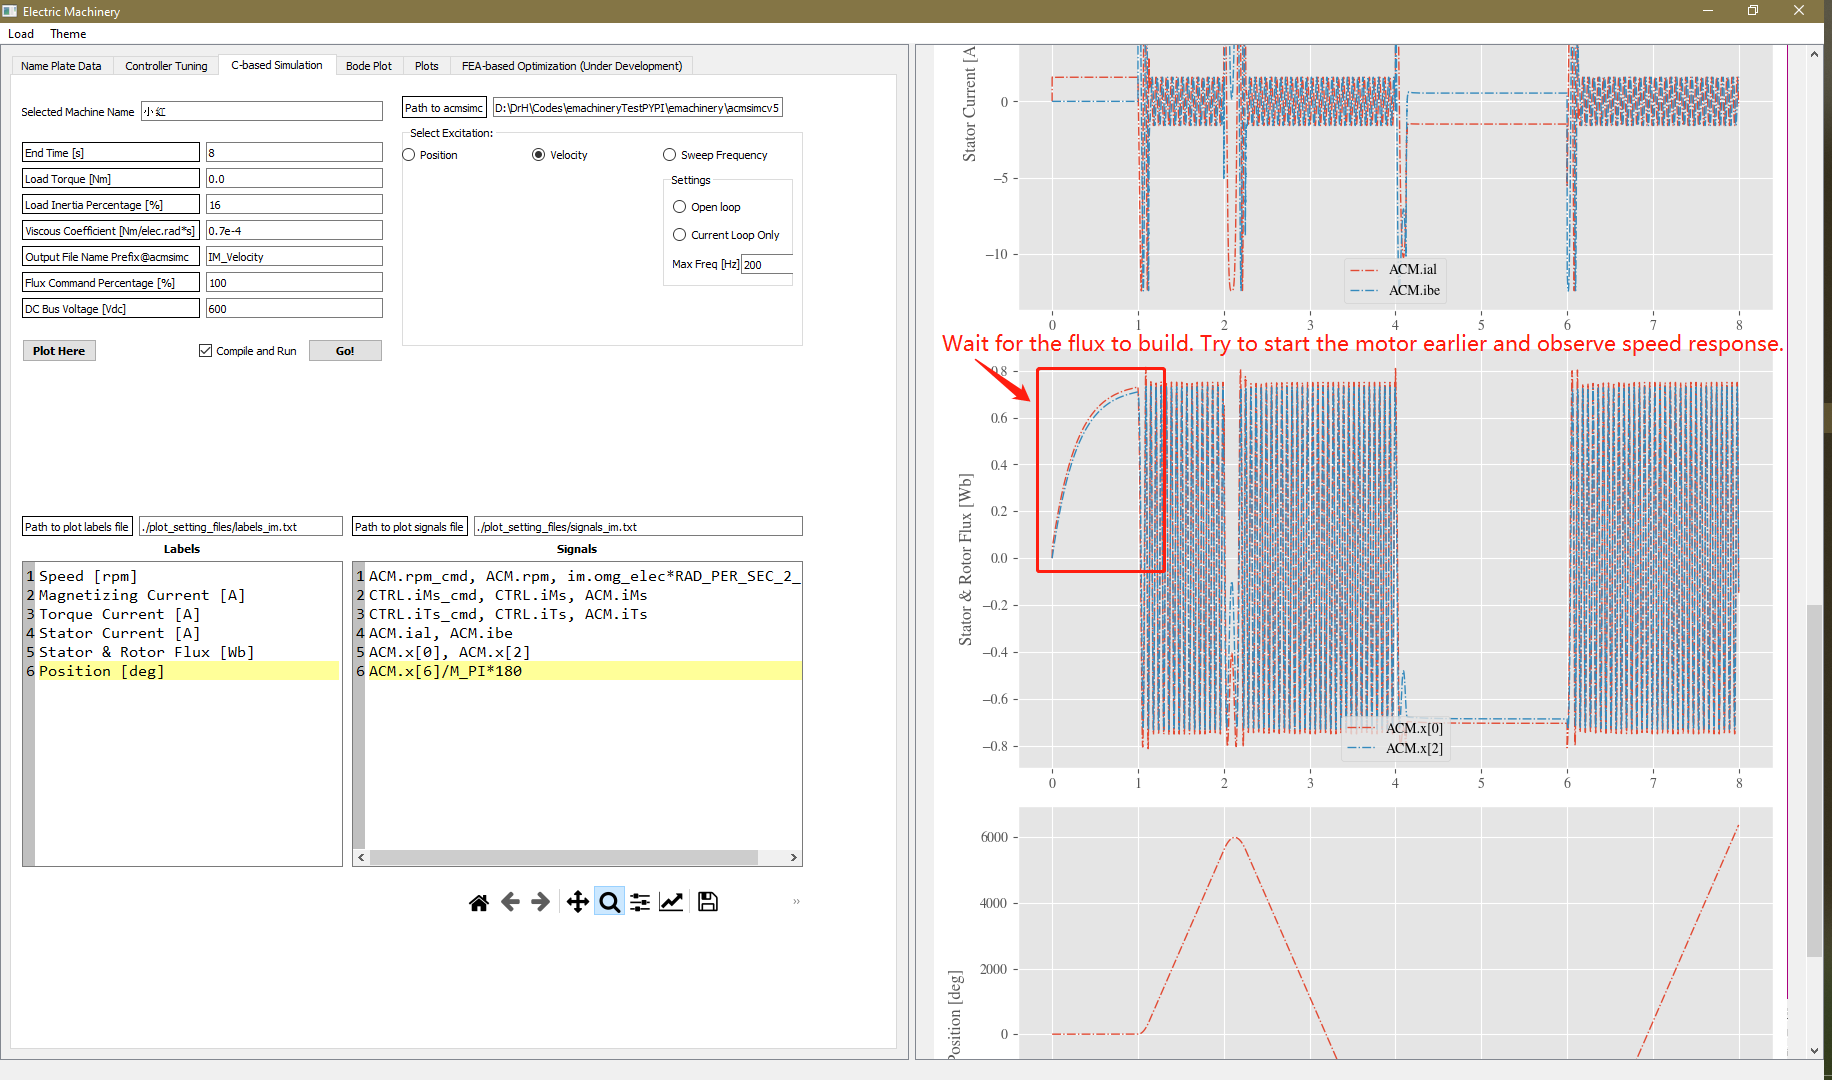 Electric Machinery
Load Theme
Name Plate Data Controller Tuning C-based Simulation Bode Plot Plots FEA-based Optimization (Under Development)
Selected Machine Name 小红
Path to acmsimc D:\DrH\Codes\emachineryTestPYPI\emachinery\acmsimcv5
Select Excitation:
Position Velocity Sweep Frequency
Settings
Open loop
Current Loop Only
Max Freq [Hz] 200
End Time [s] 8
Load Torque [Nm] 0.0
Load Inertia Percentage [%] 16
Viscous Coefficient [Nm/elec.rad*s] 0.7e-4
Output File Name Prefix@acmsimc IM_Velocity
Flux Command Percentage [%] 100
DC Bus Voltage [Vdc] 600
Plot Here Compile and Run Go!
Path to plot labels file ./plot_setting_files/labels_im.txt Path to plot signals file ./plot_setting_files/signals_im.txt
Labels
1 Speed [rpm]
2 Magnetizing Current [A]
3 Torque Current [A]
4 Stator Current [A]
5 Stator & Rotor Flux [Wb]
6 Position [deg]
Signals
1 ACM.rpm_cmd, ACM.rpm, im.omg_elec*RAD_PER_SEC_2_
2 CTRL.iMs_cmd, CTRL.iMs, ACM.iMs
3 CTRL.iTs_cmd, CTRL.iTs, ACM.iTs
4 ACM.ial, ACM.ibe
5 ACM.x[0], ACM.x[2]
6 ACM.x[6]/M_PI*180
»
Stator Current [A
0
−5
−10
ACM.ial
ACM.ibe
0 1 2 3 4 5 6 7 8
Wait for the flux to build. Try to start the motor earlier and observe speed response.
Stator & Rotor Flux [Wb]
0.8
0.6
0.4
0.2
0.0
−0.2
−0.4
−0.6
−0.8
ACM.x[0]
ACM.x[2]
0 1 2 3 4 5 6 7 8
Position [deg]
6000
4000
2000
0